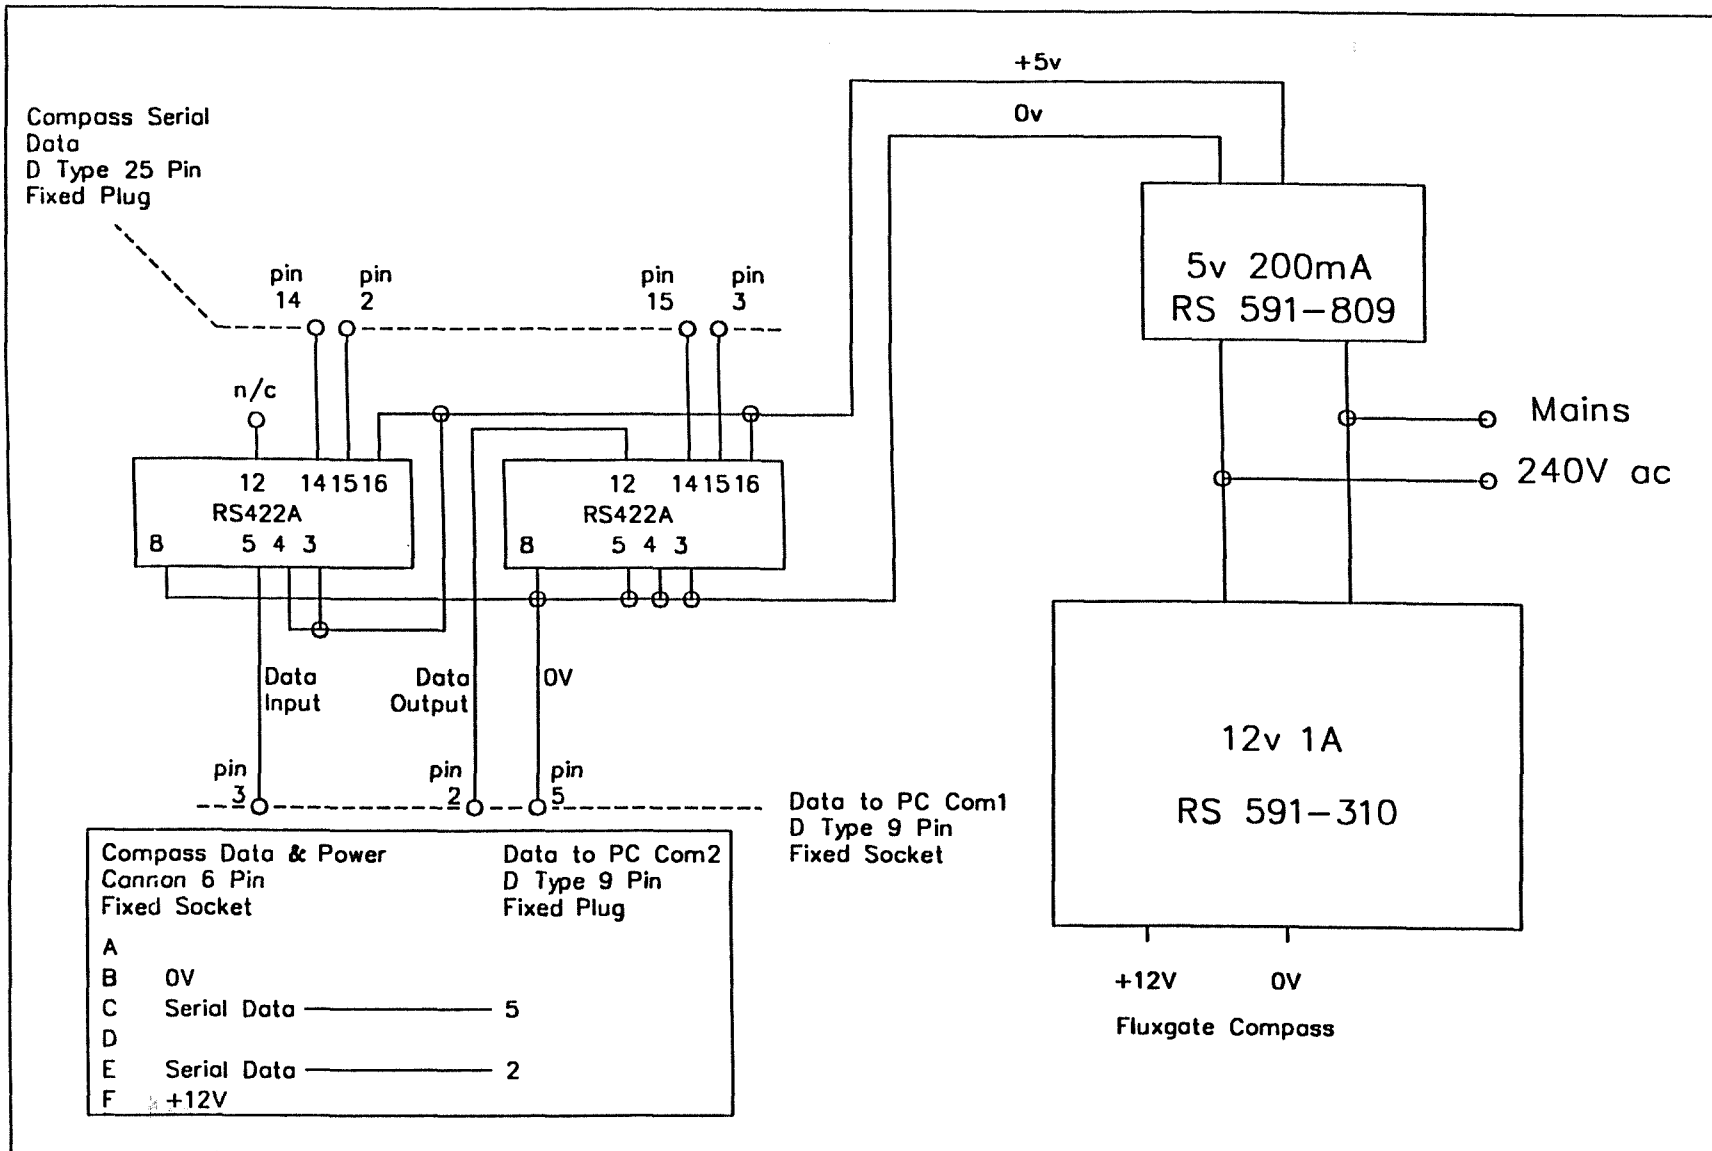 +5v
0v
Compass Serial
Data
D Type 25 Pin
Fixed Plug
pin
14
pin
2
pin
15
pin
3
n/c
5v 200mA
RS 591-809
Mains
240V ac
12 14 15 16
RS422A
8 5 4 3
12 14 15 16
RS422A
8 5 4 3
Data
Input
Data
Output
0V
pin
3
pin
2
pin
5
Data to PC Com1
D Type 9 Pin
Fixed Socket
12v 1A
RS 591-310
+12V 0V
Fluxgate Compass
Compass Data & Power
Cannon 6 Pin
Fixed Socket
Data to PC Com2
D Type 9 Pin
Fixed Plug
A
B 0V
C Serial Data 5
D
E Serial Data 2
F +12V